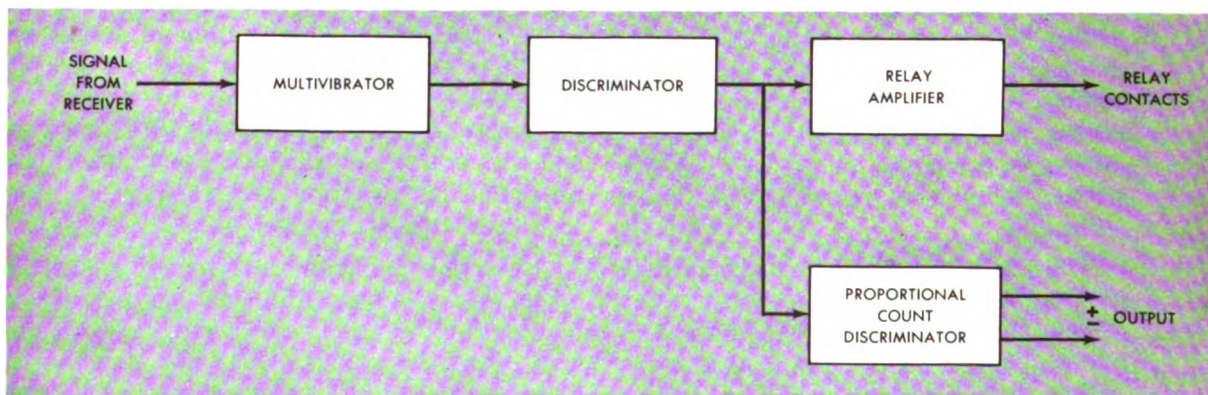 SIGNAL
FROM
RECEIVER
MULTIVIBRATOR
DISCRIMINATOR
RELAY
AMPLIFIER
RELAY
CONTACTS
PROPORTIONAL
COUNT
DISCRIMINATOR
±
− OUTPUT